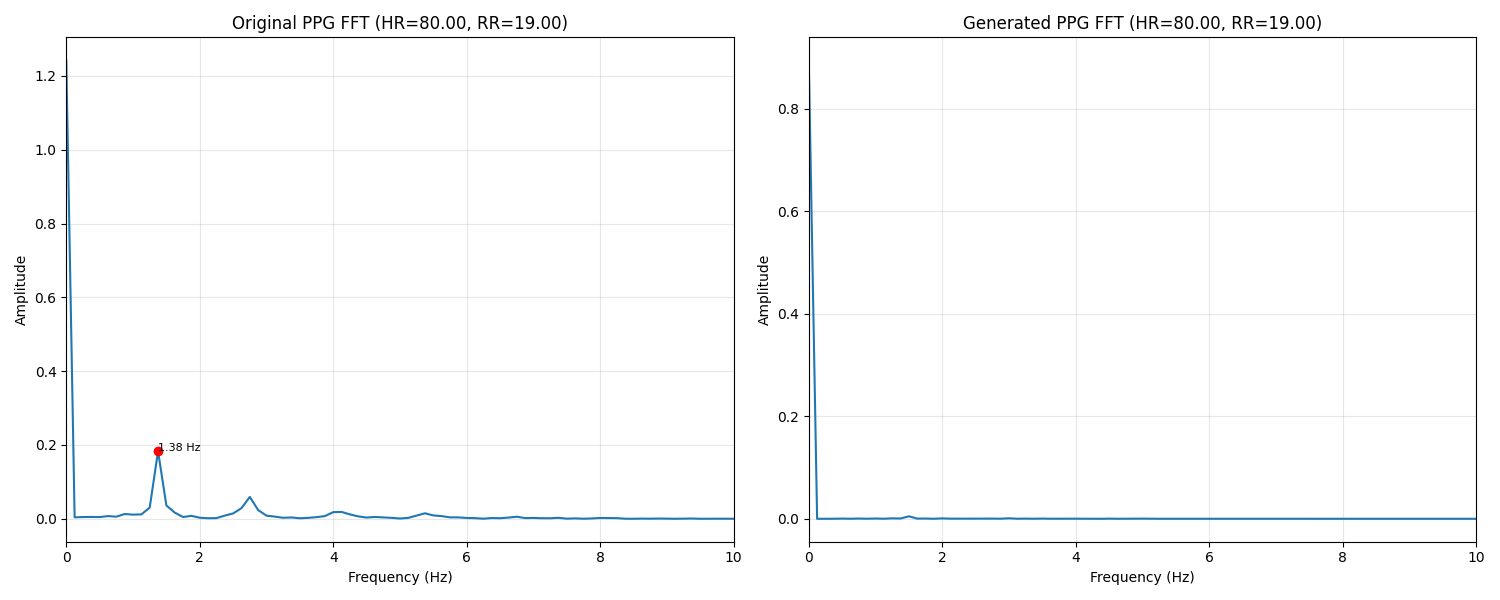 Original PPG FFT (HR=80.00, RR=19.00)
1.2
1.0
0.8
0.6
0.4
0.2
0.0
Amplitude
1.38 Hz
0 2 4 6 8 10
Frequency (Hz)
Generated PPG FFT (HR=80.00, RR=19.00)
0.8
0.6
0.4
0.2
0.0
Amplitude
0 2 4 6 8 10
Frequency (Hz)